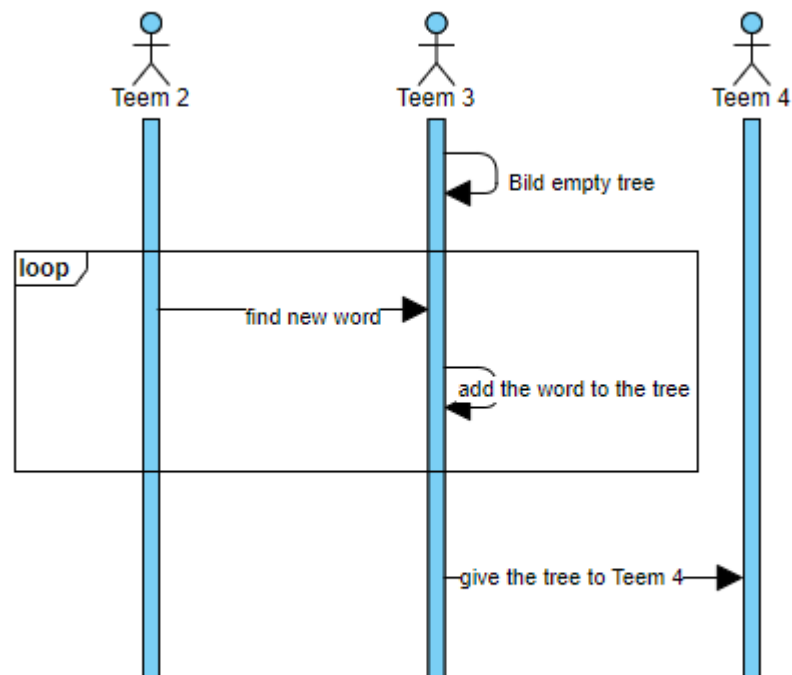 Teem 2
Teem 3
Teem 4
Bild empty tree
loop
find new word
add the word to the tree
give the tree to Teem 4